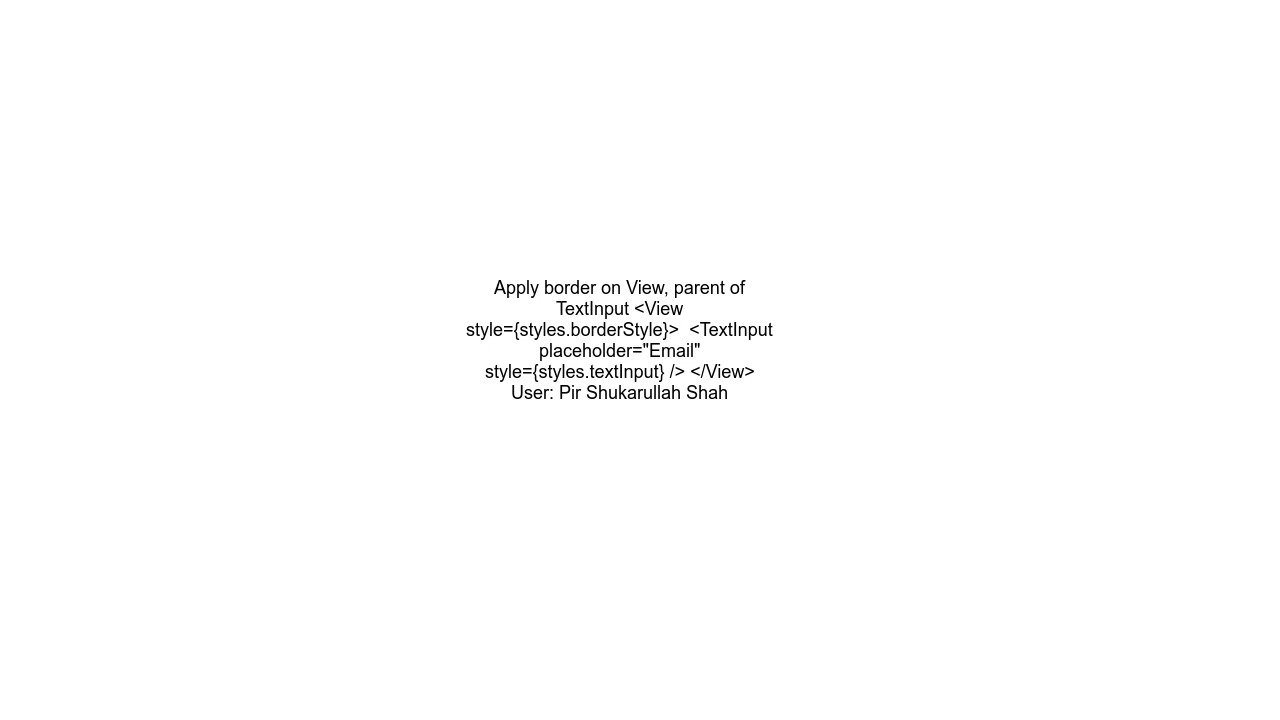 Apply border on View, parent of
TextInput <View
style={styles.borderStyle}>  <TextInput
placeholder="Email"
style={styles.textInput} /> </View>
User: Pir Shukarullah Shah